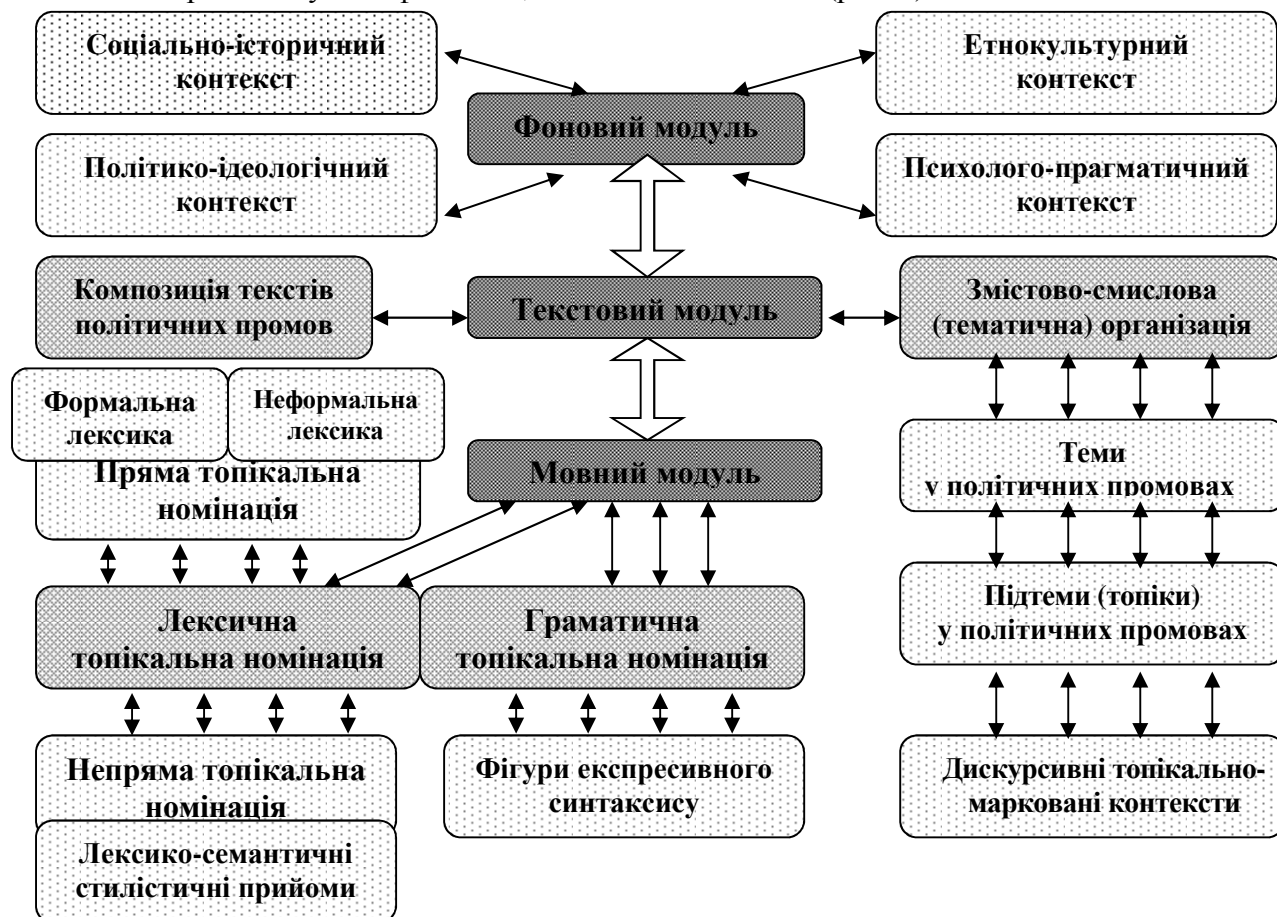 Соціально-історичний
контекст
Етнокультурний
контекст
Фоновий модуль
Політико-ідеологічний
контекст
Психолого-прагматичний
контекст
Композиція текстів
політичних промов
Текстовий модуль
Змістово-смислова
(тематична) організація
Формальна
лексика
Неформальна
лексика
Пряма топікальна
номінація
Мовний модуль
Теми
у політичних промовах
Лексична
топікальна номінація
Граматична
топікальна номінація
Підтеми (топіки)
у політичних промовах
Непряма топікальна
номінація
Фігури експресивного
синтаксису
Дискурсивні топікально-
марковані контексти
Лексико-семантичні
стилістичні прийоми